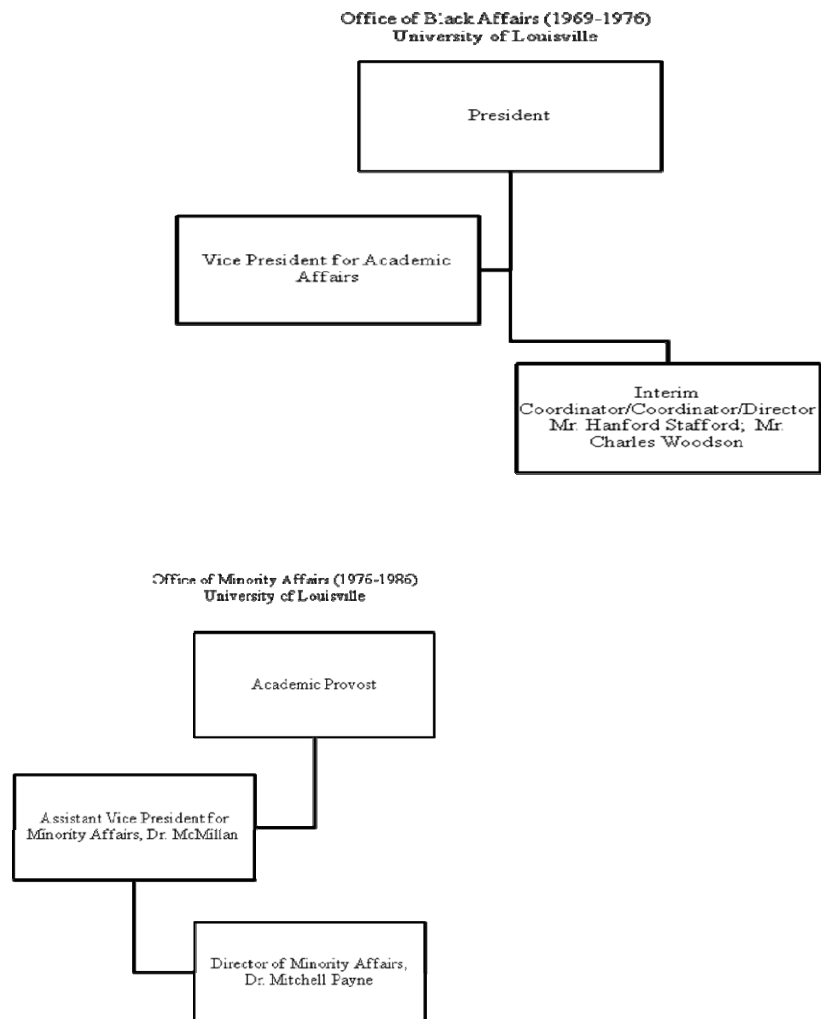 Office of Black Affairs (1969-1976)
University of Louisville
President
Vice President for Academic
Affairs
Interim
Coordinator/Coordinator/Director
Mr. Hanford Stafford; Mr.
Charles Woodson
Office of Minority Affairs (1976-1986)
University of Louisville
Academic Provost
Assistant Vice President for
Minority Affairs, Dr. McMillan
Director of Minority Affairs,
Dr. Mitchell Payne